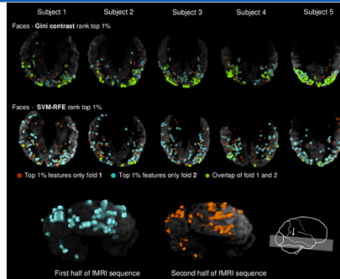 Subject 1 Subject 2 Subject 3 Subject 4 Subject 5
Faces - Gini contrast rank top 1%
Faces - SVM-RFE rank top 1%
Top 1% features only fold 1 Top 1% features only fold 2 Overlap of fold 1 and 2
First half of fMRI sequence Second half of fMRI sequence